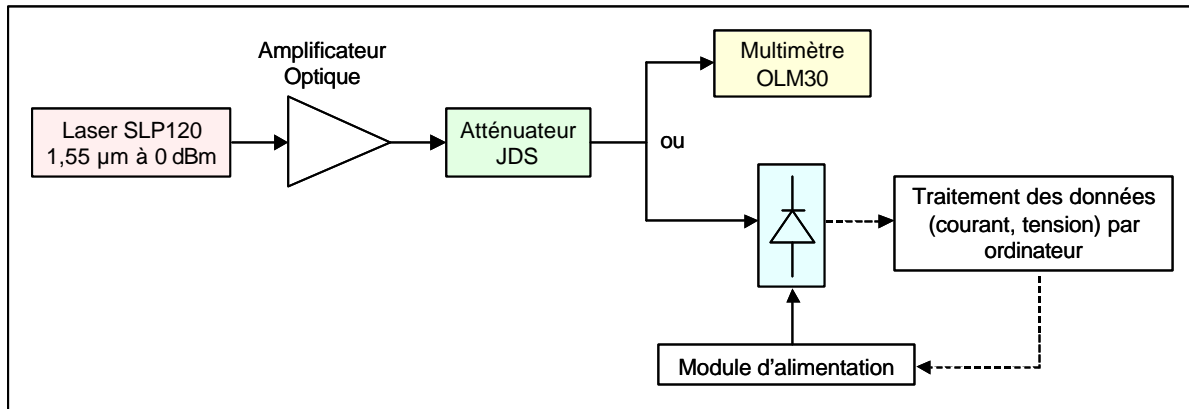 Amplificateur
Optique
Multimètre
OLM30
Laser SLP120
1,55 µm à 0 dBm
Atténuateur
JDS
ou
Traitement des données
(courant, tension) par
ordinateur
Module d'alimentation